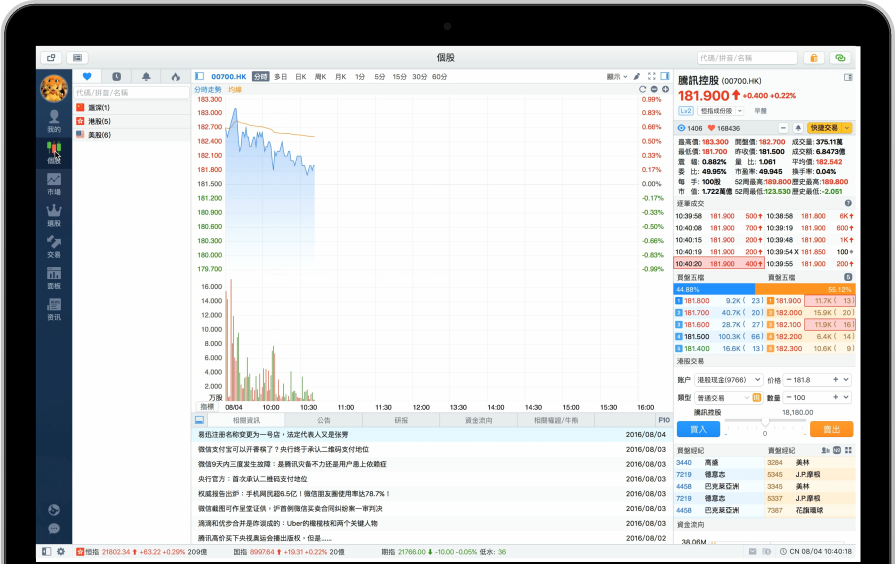 個股
代碼/拼音/名稱
代碼/拼音/名稱
我的
個股
市場
選股
交易
面板
資訊
滬深(1)
港股(5)
美股(6)
00700.HK 分時 多日 日K 周K 月K 1分 5分 15分 30分 60分
顯示
分時走勢 均線
183.300 0.99%
183.000 0.83%
182.700 0.66%
182.400 0.50%
182.100 0.33%
181.800 0.17%
181.500 0.00%
181.200 -0.17%
180.900 -0.33%
180.600 -0.50%
180.300 -0.66%
180.000 -0.83%
179.700 -0.99%
16.000
14.000
12.000
10.000
8.000
6.000
4.000
2.000
万股
指標 08/04 10:00 10:30 11:00 11:30 12:00 13:30 14:00 14:30 15:00 15:30 16:00
相關資訊 公告 研报 資金流向 相關權證/牛熊 F10
易迅注册名称变更为一号店，法定代表人又是张霁 2016/08/04
微信支付宝可以开香槟了？央行终于承认二维码支付地位 2016/08/03
微信9天内三度发生故障：是腾讯灾备不力还是用户患上依赖症 2016/08/03
央行官方：首次承认二维码支付地位 2016/08/03
权威报告出炉：手机网民超6.5亿！微信朋友圈使用率达78.7%！ 2016/08/03
微信截图可作呈堂证供，沪首例微信买卖合同纠纷案一审判决 2016/08/03
滴滴和优步合并是咋谈成的：Uber的橄榄枝和两个关键人物 2016/08/03
腾讯高价买下央视奥运会播出版权，但是...... 2016/08/02
騰訊控股 (00700.HK)
181.900 +0.400 +0.22%
Lv2 恒指成份股 早盤
1406 168436 快捷交易
最高價: 183.300 開盤價: 182.700 成交量: 375.11萬
最低價: 181.700 昨收價: 181.500 成交額: 6.8473億
震 幅: 0.882% 量 比: 1.061 平均價: 182.542
委 比: 49.95% 市盈率: 49.945 換手率: 0.04%
每 手: 100股 52周最高:189.800 歷史最高:189.800
市 值: 1.722萬億 52周最低:123.530 歷史最低:-2.051
逐筆成交
10:39:58 181.900 500 10:38:58 181.800 6K
10:40:08 181.900 700 10:39:19 181.900 600
10:40:15 181.900 200 10:39:48 181.900 1K
10:40:19 181.900 200 10:39:54 X 181.850 100
10:40:20 181.900 400 10:39:55 181.900 200
買盤五檔 賣盤五檔 5
44.88% 55.12%
1 181.800 9.2K ( 23) 1 181.900 11.7K ( 13)
2 181.700 40.7K ( 20) 2 182.000 15.9K ( 20)
3 181.600 28.7K ( 27) 3 182.100 11.9K ( 16)
4 181.500 100.3K ( 66) 4 182.200 6.4K ( 14)
5 181.400 16.6K ( 13) 5 182.300 10.6K ( 9)
港股交易
账户 港股現金(9766) 价格 181.8
類型 普通交易 數量 100
騰訊控股 18,180.00
買入 0 賣出
買盤經紀 賣盤經紀
3440 高盛 3284 美林
7219 德意志 5345 J.P.摩根
4458 巴克萊亞洲 3345 美林
7219 德意志 5337 J.P.摩根
4458 巴克萊亞洲 7387 花旗環球
資金流向
38.06M
恒指 21802.34 +63.22 +0.29% 209億 国指 8997.64 +19.31 +0.22% 20億 期指 21766.00 -10.00 -0.05% 低水: 36 CN 08/04 10:40:18